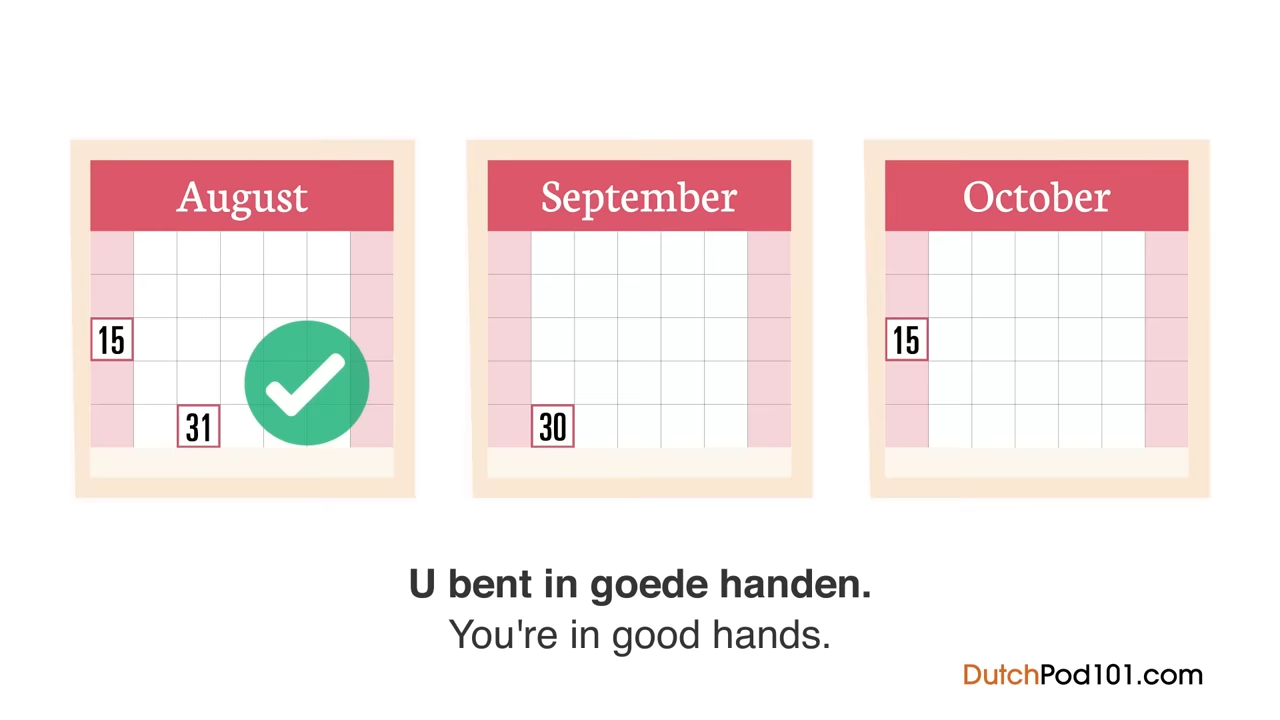 August
September
October
15
15
31
30
U bent in goede handen.
You're in good hands.
DutchPod101.com